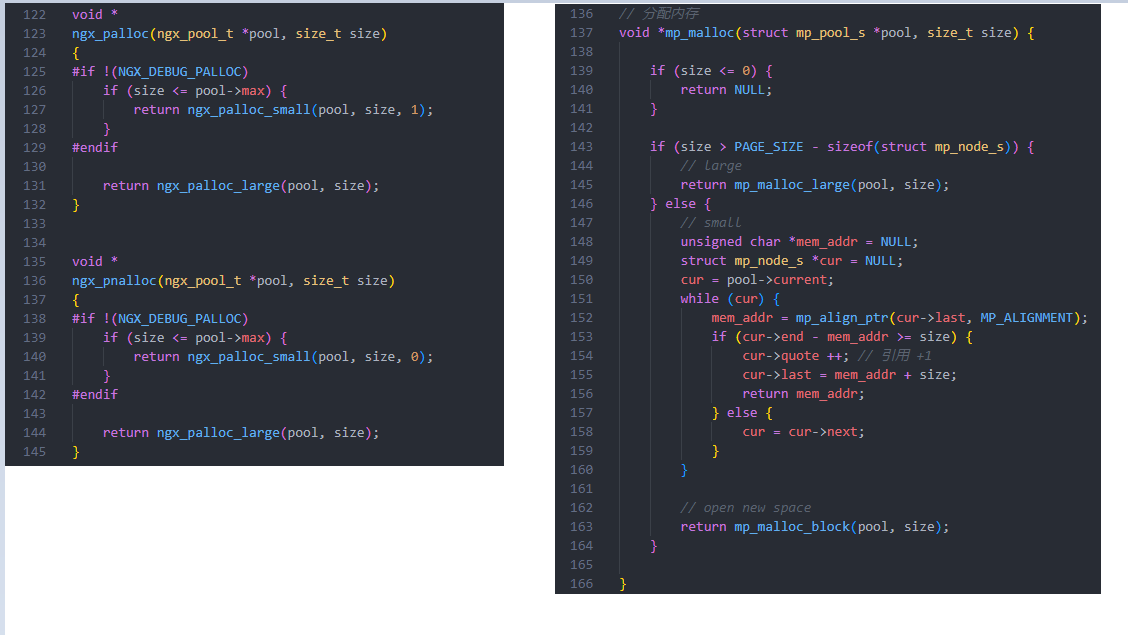 122 void *
123 ngx_palloc(ngx_pool_t *pool, size_t size)
124 {
125 #if !(NGX_DEBUG_PALLOC)
126     if (size <= pool->max) {
127         return ngx_palloc_small(pool, size, 1);
128     }
129 #endif
130
131     return ngx_palloc_large(pool, size);
132 }
133
134
135 void *
136 ngx_pnalloc(ngx_pool_t *pool, size_t size)
137 {
138 #if !(NGX_DEBUG_PALLOC)
139     if (size <= pool->max) {
140         return ngx_palloc_small(pool, size, 0);
141     }
142 #endif
143
144     return ngx_palloc_large(pool, size);
145 }
136 // 分配内存
137 void *mp_malloc(struct mp_pool_s *pool, size_t size) {
138
139     if (size <= 0) {
140         return NULL;
141     }
142
143     if (size > PAGE_SIZE - sizeof(struct mp_node_s)) {
144         // large
145         return mp_malloc_large(pool, size);
146     } else {
147         // small
148         unsigned char *mem_addr = NULL;
149         struct mp_node_s *cur = NULL;
150         cur = pool->current;
151         while (cur) {
152             mem_addr = mp_align_ptr(cur->last, MP_ALIGNMENT);
153             if (cur->end - mem_addr >= size) {
154                 cur->quote ++; // 引用 +1
155                 cur->last = mem_addr + size;
156                 return mem_addr;
157             } else {
158                 cur = cur->next;
159             }
160         }
161
162         // open new space
163         return mp_malloc_block(pool, size);
164     }
165
166 }